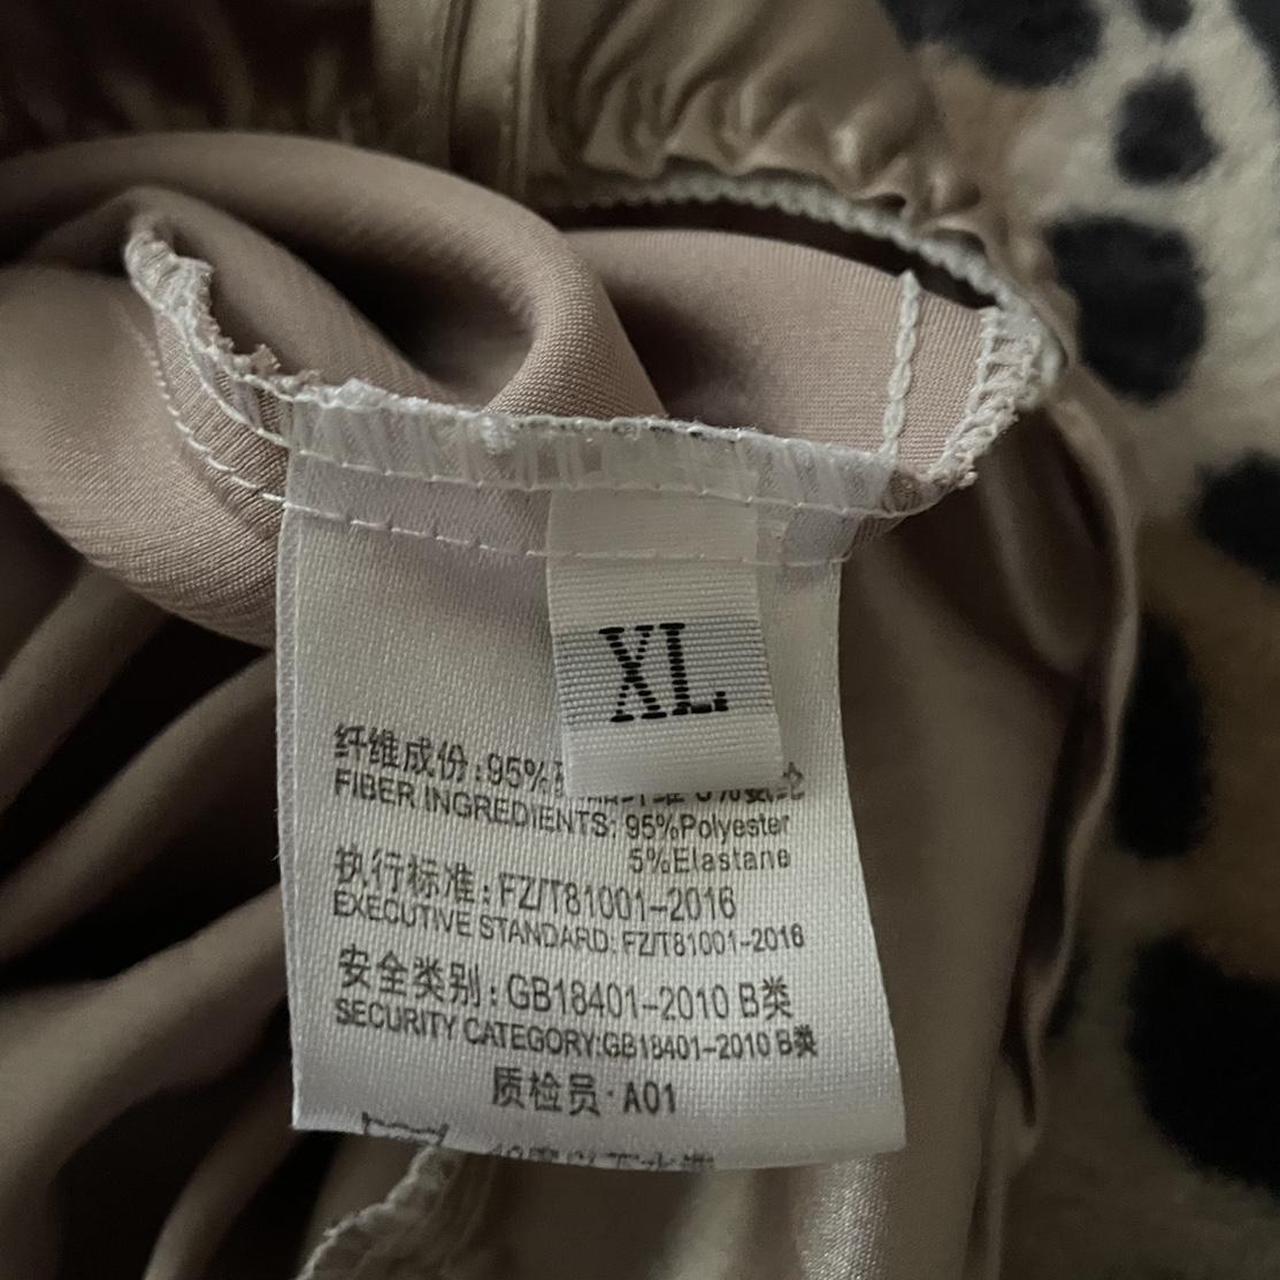 XL
纤维成份:95%
FIBER INGREDIENTS: 95%Polyester
5%Elastane
执行标准:FZ/T81001-2016
EXECUTIVE STANDARD: FZ/T81001-2016
安全类别:GB18401-2010 B类
SECURITY CATEGORY:GB18401-2010 B类
质检员·A01